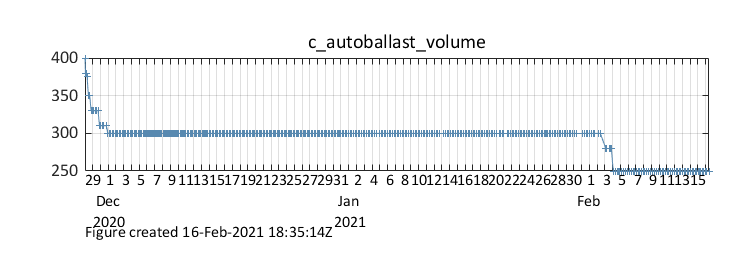 c_autoballast_volume
400
350
300
250
29 1 3 5 7 9 11 13 15 17 19 21 23 25 27 29 31 2 4 6 8 10 12 14 16 18 20 22 24 26 28 30 1 3 5 7 9 11 13 15
Dec Jan Feb
2020 2021
Figure created 16-Feb-2021 18:35:14Z